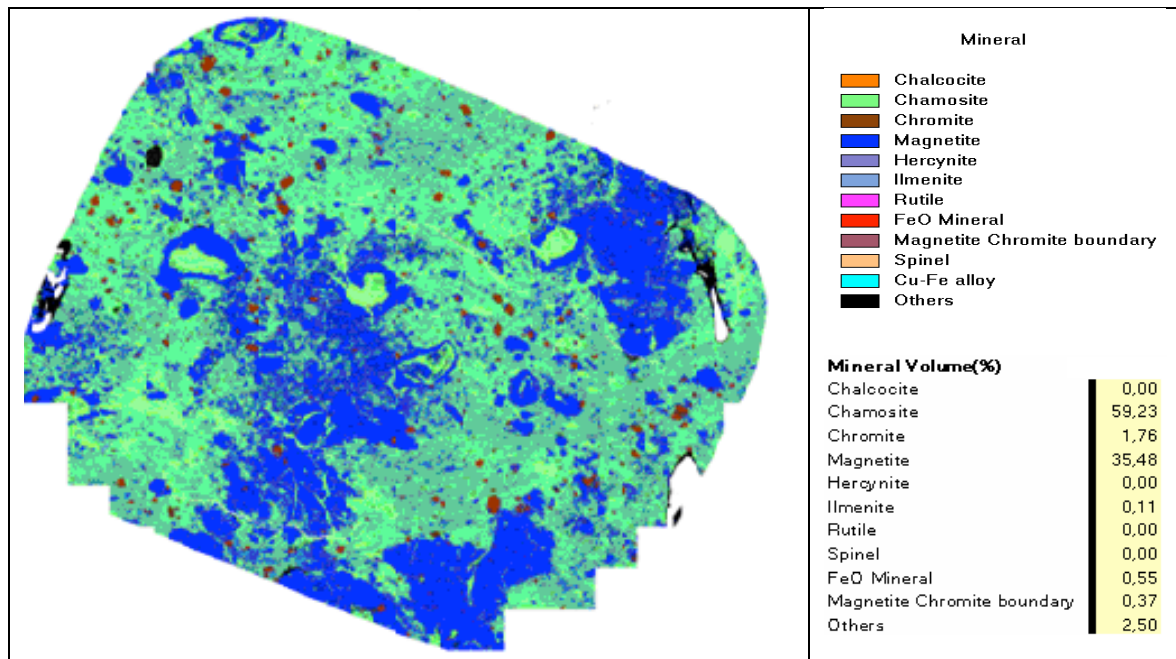 Mineral
Chalcocite
Chamosite
Chromite
Magnetite
Hercynite
Ilmenite
Rutile
FeO Mineral
Magnetite Chromite boundary
Spinel
Cu-Fe alloy
Others
Mineral Volume(%)
Chalcocite 0,00
Chamosite 59,23
Chromite 1,76
Magnetite 35,48
Hercynite 0,00
Ilmenite 0,11
Rutile 0,00
Spinel 0,00
FeO Mineral 0,55
Magnetite Chromite boundary 0,37
Others 2,50